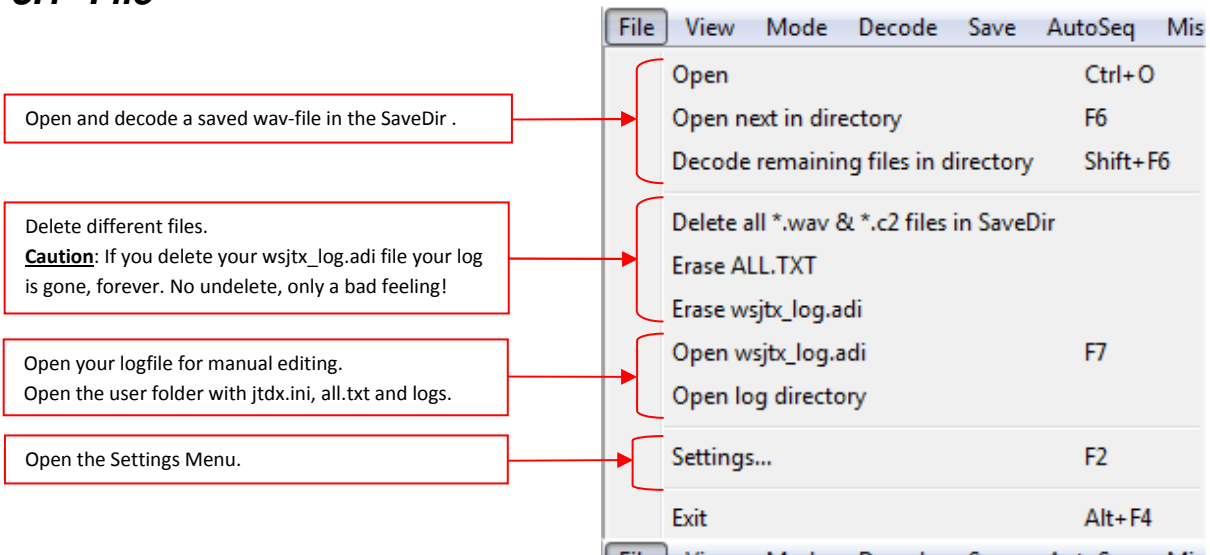 File View Mode Decode Save AutoSeq Mis
Open Ctrl+O
Open and decode a saved wav-file in the SaveDir .
Open next in directory F6
Decode remaining files in directory Shift+F6
Delete different files.
Caution: If you delete your wsjtx_log.adi file your log
is gone, forever. No undelete, only a bad feeling!
Delete all *.wav & *.c2 files in SaveDir
Erase ALL.TXT
Erase wsjtx_log.adi
Open your logfile for manual editing.
Open the user folder with jtdx.ini, all.txt and logs.
Open wsjtx_log.adi F7
Open log directory
Open the Settings Menu.
Settings... F2
Exit Alt+F4